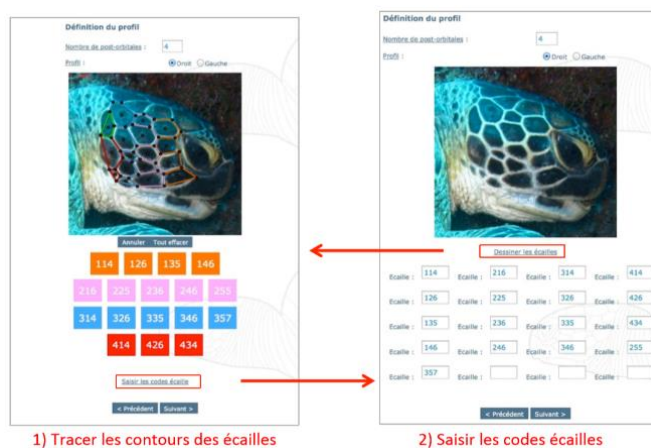 Définition du profil
Nombre de post-orbitales : 4
Profil : Droit Gauche
Annuler Tout effacer
114 126 135 146
216 225 236 246 255
314 326 335 346 357
414 426 434
Saisir les codes écaille
< Précédent Suivant >
1) Tracer les contours des écailles
Définition du profil
Nombre de post-orbitales : 4
Profil : Droit Gauche
Dessiner les écailles
Ecaille : 114 Ecaille : 216 Ecaille : 314 Ecaille : 414
Ecaille : 126 Ecaille : 225 Ecaille : 326 Ecaille : 426
Ecaille : 135 Ecaille : 236 Ecaille : 335 Ecaille : 434
Ecaille : 146 Ecaille : 246 Ecaille : 346 Ecaille : 255
Ecaille : 357 Ecaille : Ecaille : Ecaille :
< Précédent Suivant >
2) Saisir les codes écailles